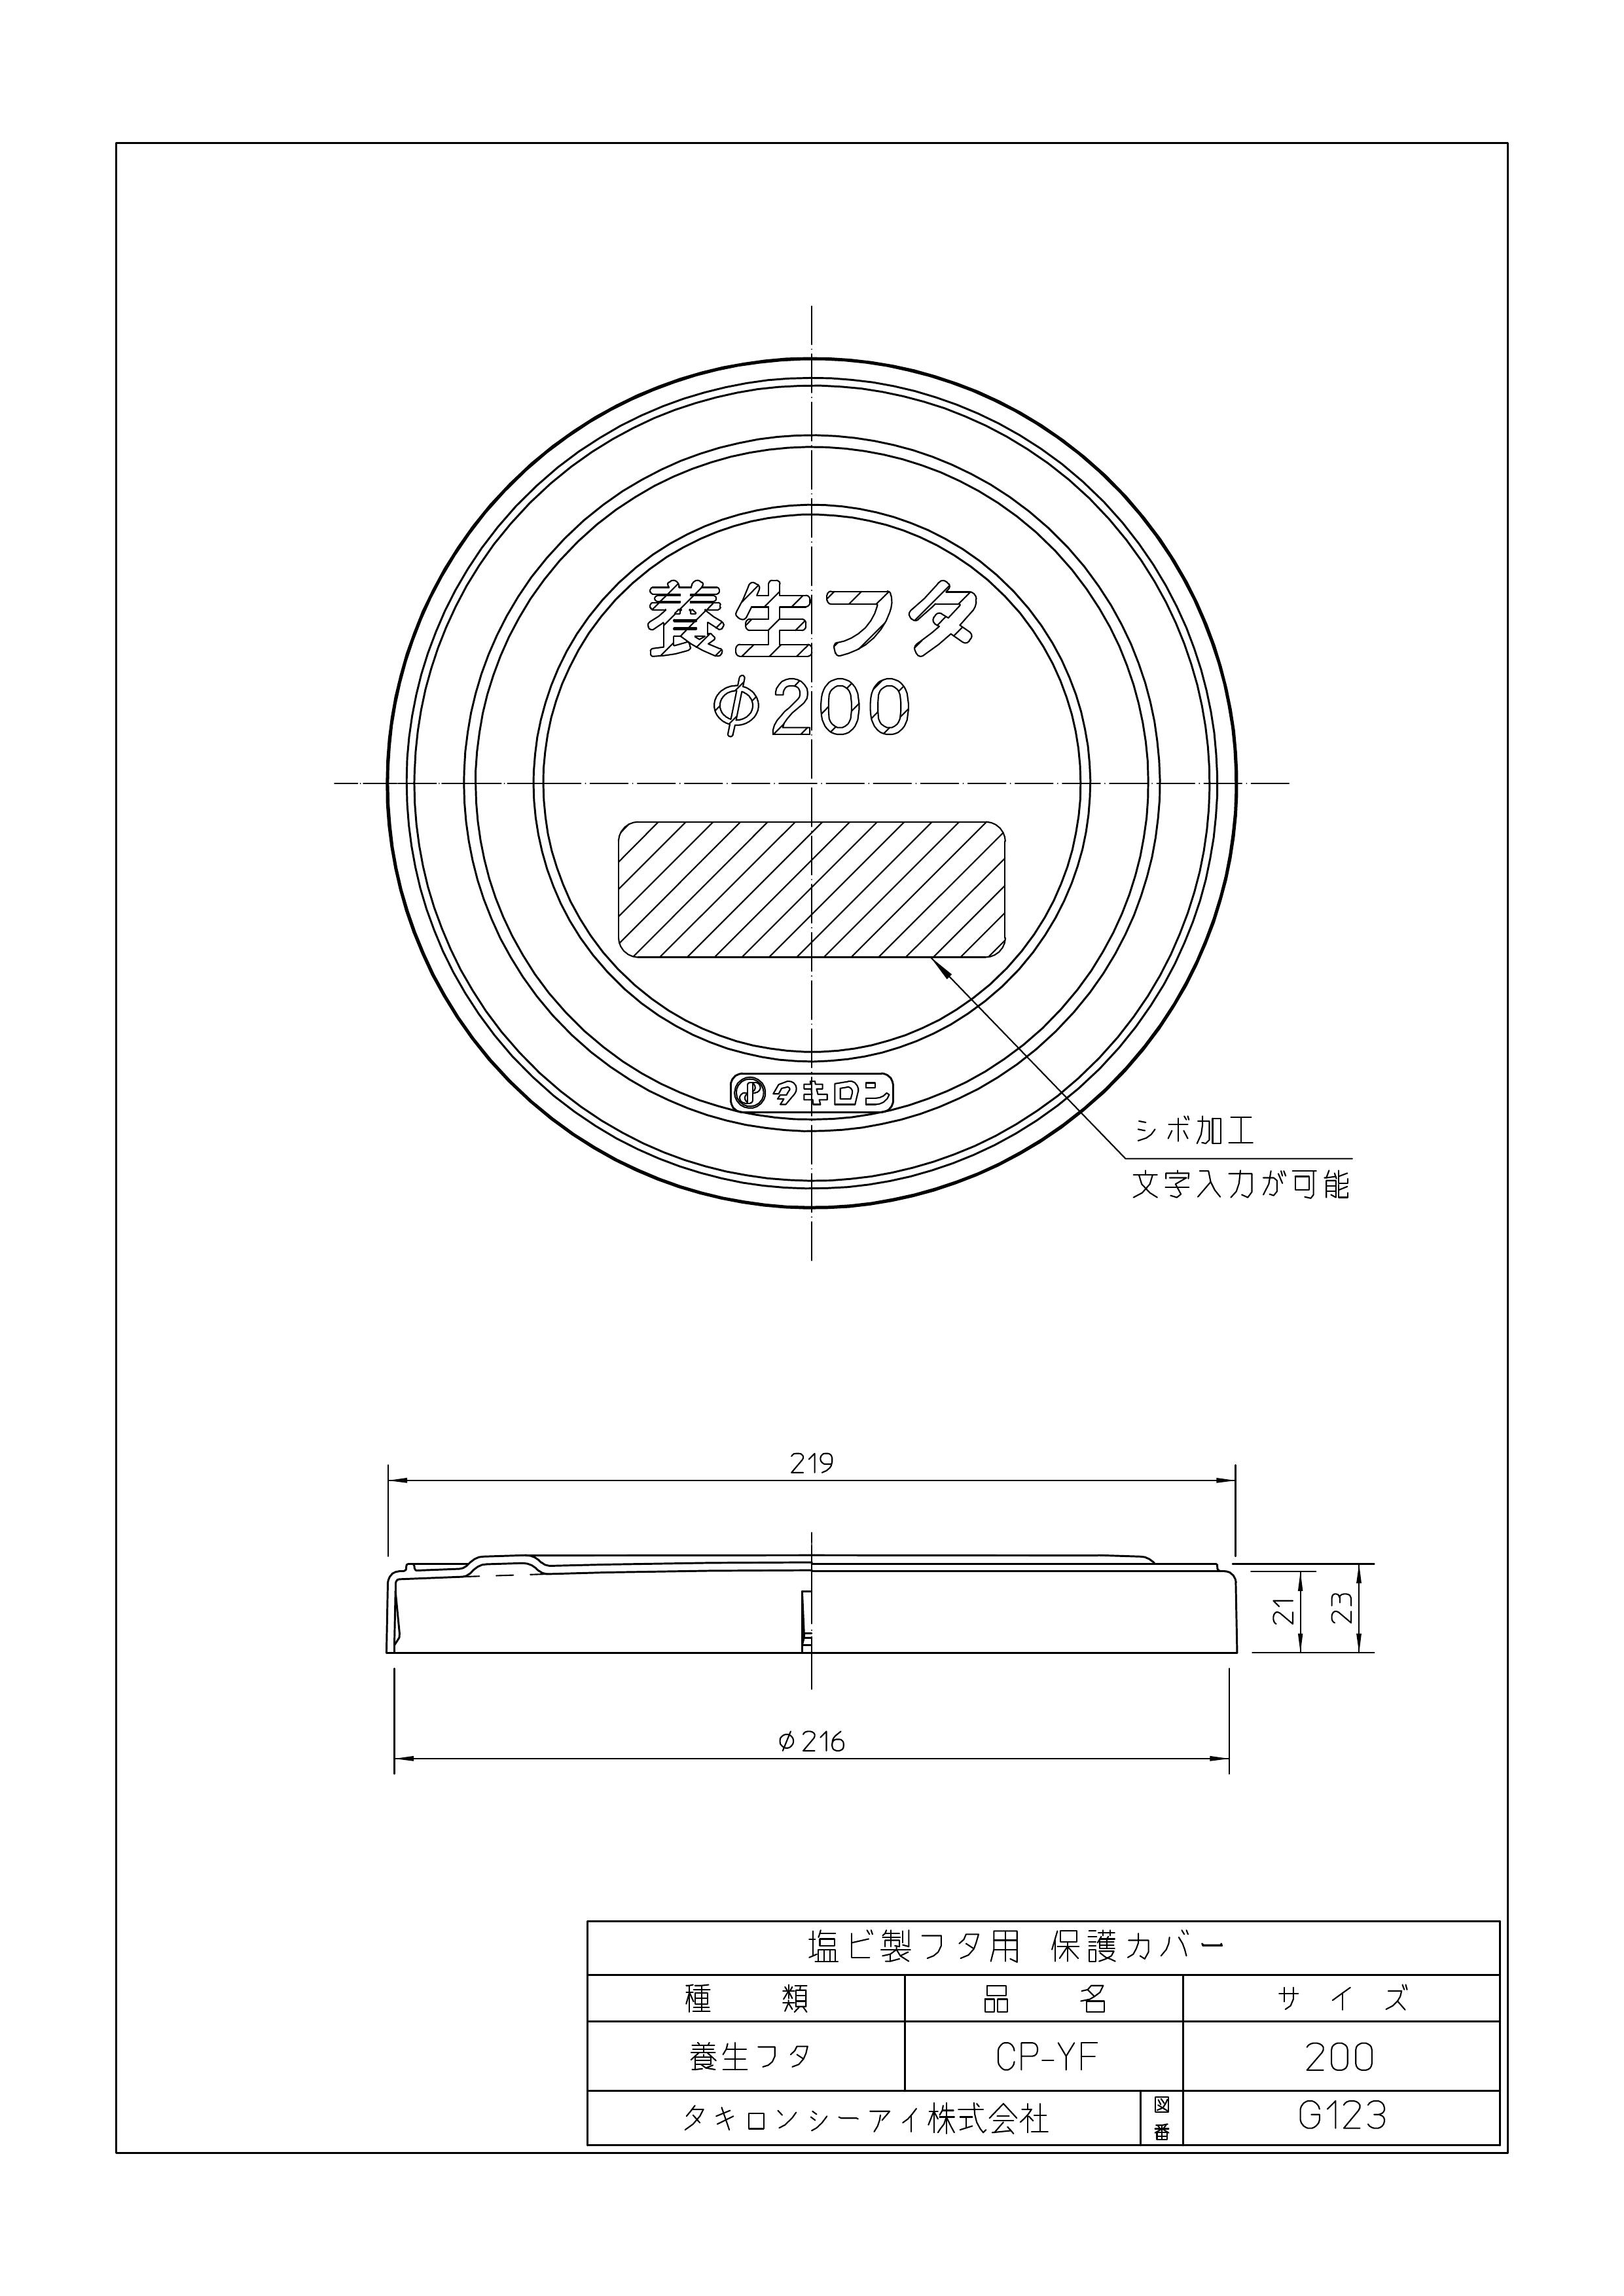 養生フタ
φ200
タキロン
シボ加工
文字入力が可能
219
21
23
φ216
塩ビ製フタ用 保護カバー
種 類 品 名 サ イ ズ
養生フタ CP-YF 200
タキロンシーアイ株式会社 図番 G123